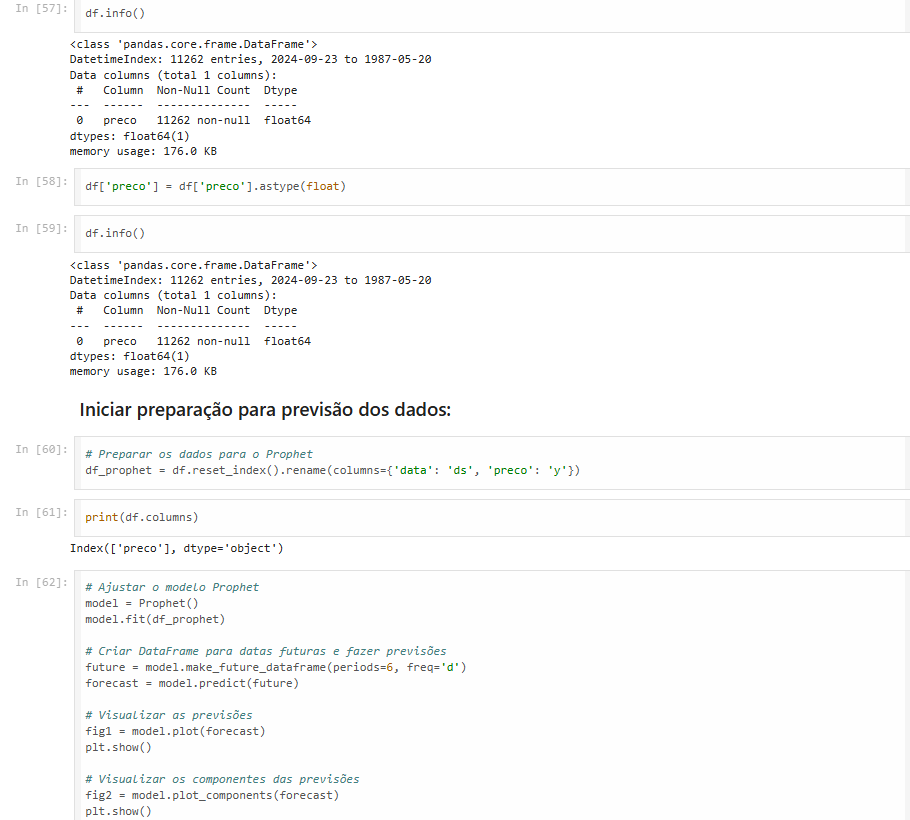 In [57]:
df.info()
<class 'pandas.core.frame.DataFrame'>
DatetimeIndex: 11262 entries, 2024-09-23 to 1987-05-20
Data columns (total 1 columns):
 #   Column  Non-Null Count  Dtype
---  ------  --------------  -----
 0   preco   11262 non-null  float64
dtypes: float64(1)
memory usage: 176.0 KB
In [58]:
df['preco'] = df['preco'].astype(float)
In [59]:
df.info()
<class 'pandas.core.frame.DataFrame'>
DatetimeIndex: 11262 entries, 2024-09-23 to 1987-05-20
Data columns (total 1 columns):
 #   Column  Non-Null Count  Dtype
---  ------  --------------  -----
 0   preco   11262 non-null  float64
dtypes: float64(1)
memory usage: 176.0 KB
Iniciar preparação para previsão dos dados:
In [60]:
# Preparar os dados para o Prophet
df_prophet = df.reset_index().rename(columns={'data': 'ds', 'preco': 'y'})
In [61]:
print(df.columns)
Index(['preco'], dtype='object')
In [62]:
# Ajustar o modelo Prophet
model = Prophet()
model.fit(df_prophet)
# Criar DataFrame para datas futuras e fazer previsões
future = model.make_future_dataframe(periods=6, freq='d')
forecast = model.predict(future)
# Visualizar as previsões
fig1 = model.plot(forecast)
plt.show()
# Visualizar os componentes das previsões
fig2 = model.plot_components(forecast)
plt.show()